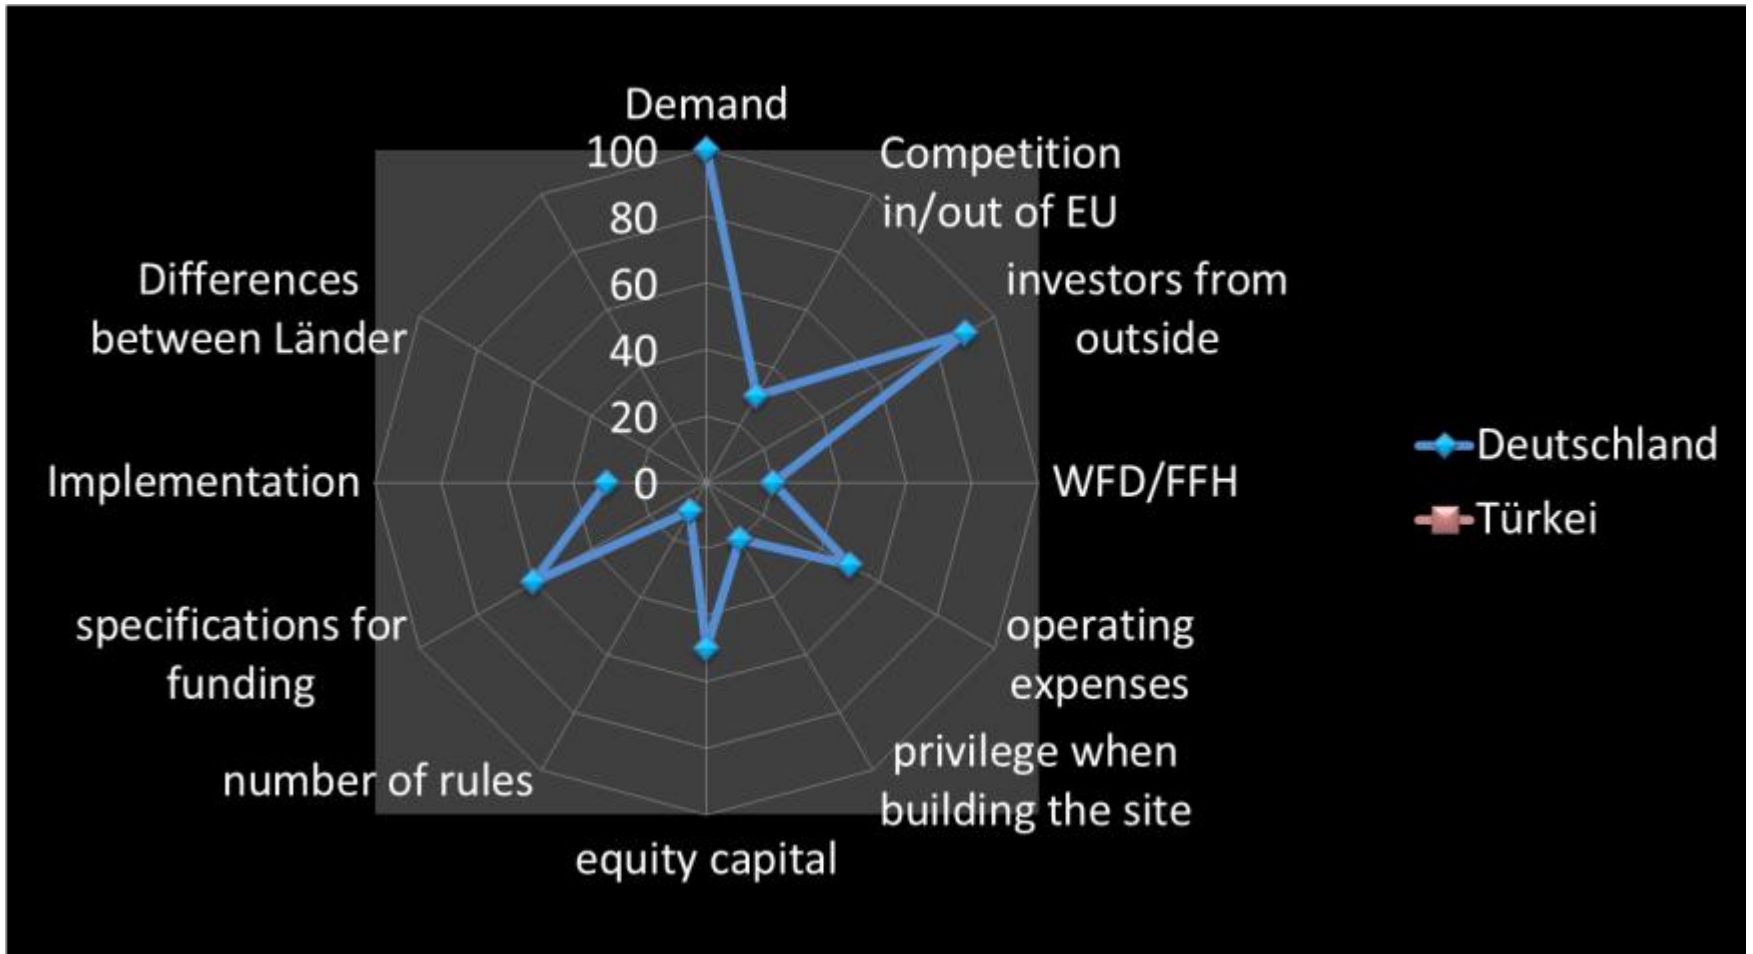 Demand
100
80
60
40
20
0
Competition
in/out of EU
investors from
outside
WFD/FFH
operating
expenses
privilege when
building the site
equity capital
number of rules
specifications for
funding
Implementation
Differences
between Länder
Deutschland
Türkei